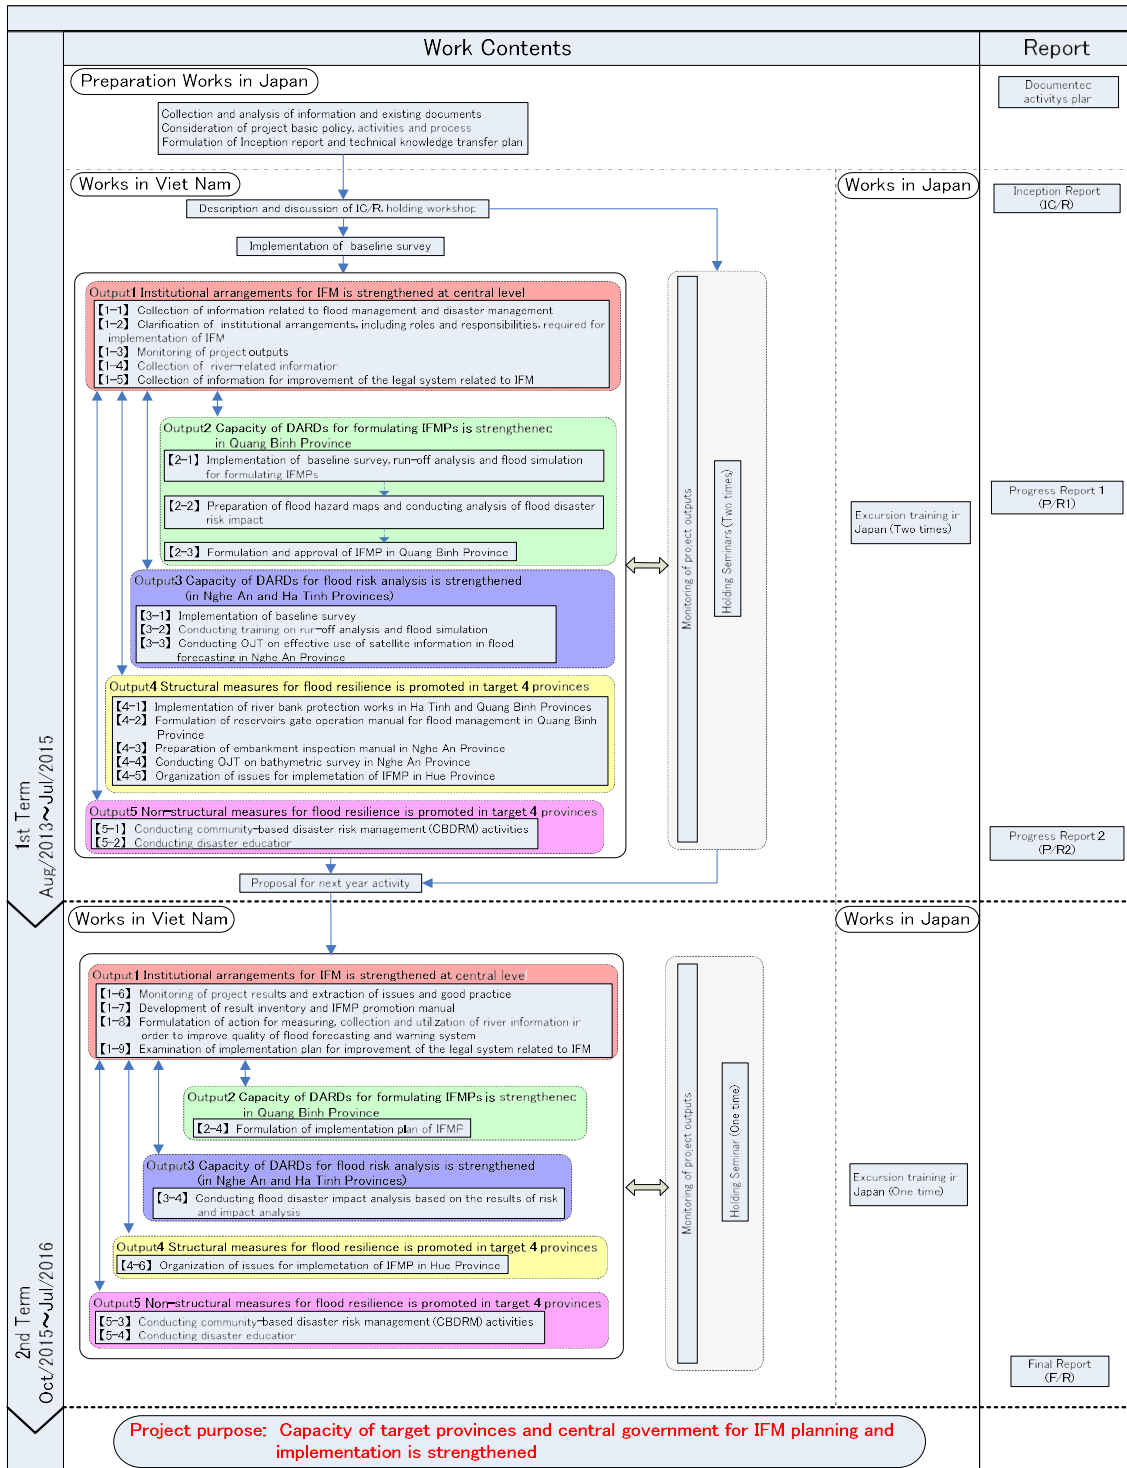 Work Contents
Report
Preparation Works in Japan
Documentec
activitys plar
Collection and analysis of information and existing documents
Consideration of project basic policy, activities and process
Formulation of Inception report and technical knowledge transfer plan
Works in Viet Nam
Works in Japan
Inception Report
(IC/R)
Description and discussion of IC/R, holding workshop
Implementation of baseline survey
Output1 Institutional arrangements for IFM is strengthened at central level
【1-1】 Collection of information related to flood management and disaster management
【1-2】 Clarification of institutional arrangements, including roles and responsibilities, required for
implementation of IFM
【1-3】 Monitoring of project outputs
【1-4】 Collection of river-related information
【1-5】 Collection of information for improvement of the legal system related to IFM
Output2 Capacity of DARDs for formulating IFMPs is strengthenec
in Quang Binh Province
【2-1】 Implementation of baseline survey, run-off analysis and flood simulation
for formulating IFMPs
【2-2】 Preparation of flood hazard maps and conducting analysis of flood disaster
risk impact
【2-3】 Formulation and approval of IFMP in Quang Binh Province
Output3 Capacity of DARDs for flood risk analysis is strengthened
(in Nghe An and Ha Tinh Provinces)
【3-1】 Implementation of baseline survey
【3-2】 Conducting training on run-off analysis and flood simulation
【3-3】 Conducting OJT on effective use of satellite information in flood
forecasting in Nghe An Province
Output4 Structural measures for flood resilience is promoted in target 4 provinces
【4-1】 Implementation of river bank protection works in Ha Tinh and Quang Binh Provinces
【4-2】 Formulation of reservoirs gate operation manual for flood management in Quang Binh
Province
【4-3】 Preparation of embankment inspection manual in Nghe An Province
【4-4】 Conducting OJT on bathymetric survey in Nghe An Province
【4-5】 Organization of issues for implemetation of IFMP in Hue Province
Output5 Non-structural measures for flood resilience is promoted in target 4 provinces
【5-1】 Conducting community-based disaster risk management (CBDRM) activities
【5-2】 Conducting disaster education
Monitoring of project outputs
Holding Seminars (Two times)
Excursion training ir
Japan (Two times)
Progress Report 1
(P/R1)
Progress Report 2
(P/R2)
Proposal for next year activity
1st Term
Aug/2013~Jul/2015
Works in Viet Nam
Works in Japan
Output1 Institutional arrangements for IFM is strengthened at central leve
【1-6】 Monitoring of project results and extraction of issues and good practice
【1-7】 Development of result inventory and IFMP promotion manual
【1-8】 Formulatation of action for measuring, collection and utilization of river information ir
order to improve quality of flood forecasting and warning system
【1-9】 Examination of implementation plan for improvement of the legal system related to IFM
Output2 Capacity of DARDs for formulating IFMPs is strengthenec
in Quang Binh Province
【2-4】 Formulation of implementation plan of IFMP
Output3 Capacity of DARDs for flood risk analysis is strengthened
(in Nghe An and Ha Tinh Provinces)
【3-4】 Conducting flood disaster impact analysis based on the results of risk
and impact analysis
Output4 Structural measures for flood resilience is promoted in target 4 provinces
【4-6】 Organization of issues for implemetation of IFMP in Hue Province
Output5 Non-structural measures for flood resilience is promoted in target 4 provinces
【5-3】 Conducting community-based disaster risk management (CBDRM) activities
【5-4】 Conducting disaster education
Monitoring of project outputs
Holding Seminar (One time)
Excursion training ir
Japan (One time)
Final Report
(F/R)
2nd Term
Oct/2015~Jul/2016
Project purpose: Capacity of target provinces and central government for IFM planning and
implementation is strengthened